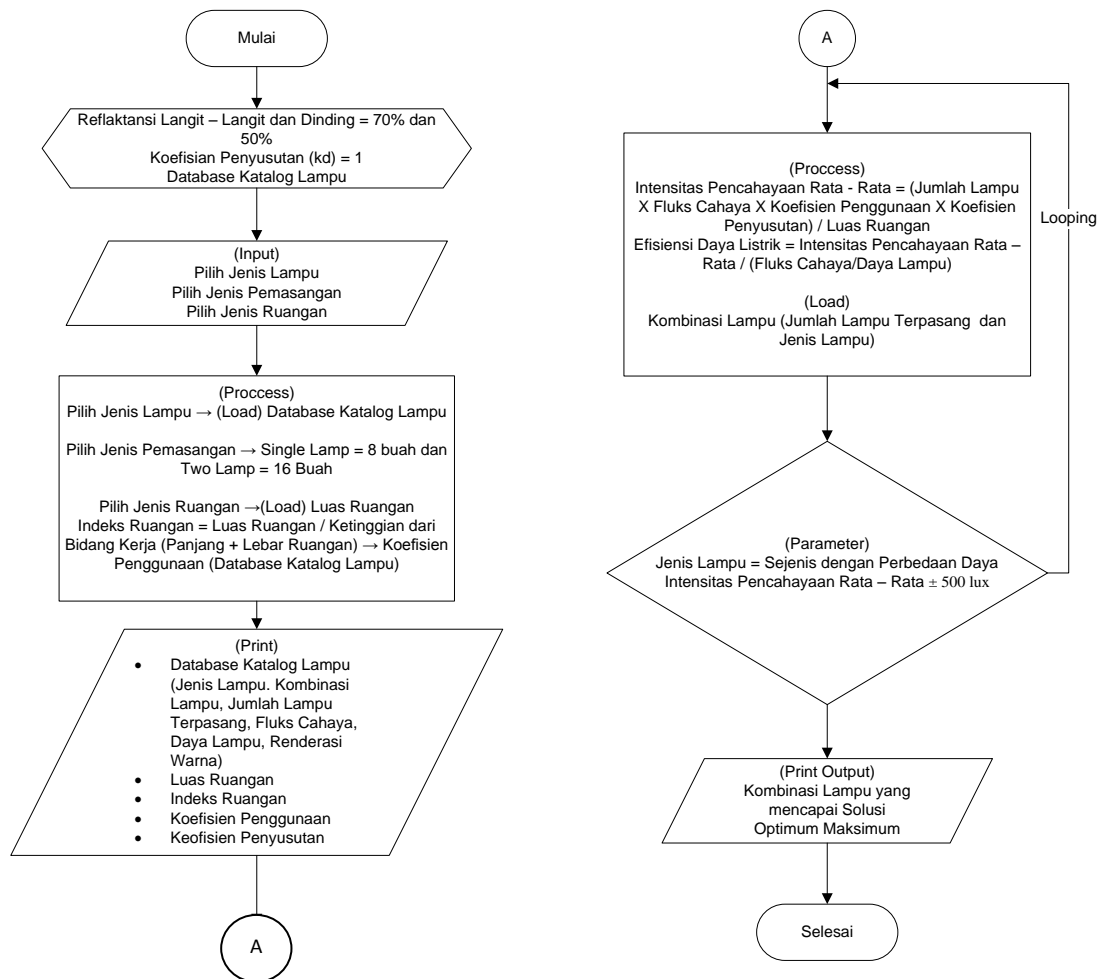 Mulai
Reflaktansi Langit – Langit dan Dinding = 70% dan
50%
Koefisian Penyusutan (kd) = 1
Database Katalog Lampu
(Input)
Pilih Jenis Lampu
Pilih Jenis Pemasangan
Pilih Jenis Ruangan
(Proccess)
Pilih Jenis Lampu → (Load) Database Katalog Lampu
Pilih Jenis Pemasangan → Single Lamp = 8 buah dan
Two Lamp = 16 Buah
Pilih Jenis Ruangan →(Load) Luas Ruangan
Indeks Ruangan = Luas Ruangan / Ketinggian dari
Bidang Kerja (Panjang + Lebar Ruangan) → Koefisien
Penggunaan (Database Katalog Lampu)
(Print)
• Database Katalog Lampu
(Jenis Lampu. Kombinasi
Lampu, Jumlah Lampu
Terpasang, Fluks Cahaya,
Daya Lampu, Renderasi
Warna)
• Luas Ruangan
• Indeks Ruangan
• Koefisien Penggunaan
• Keofisien Penyusutan
A
A
(Proccess)
Intensitas Pencahayaan Rata - Rata = (Jumlah Lampu
X Fluks Cahaya X Koefisien Penggunaan X Koefisien
Penyusutan) / Luas Ruangan
Efisiensi Daya Listrik = Intensitas Pencahayaan Rata –
Rata / (Fluks Cahaya/Daya Lampu)
(Load)
Kombinasi Lampu (Jumlah Lampu Terpasang dan
Jenis Lampu)
Looping
(Parameter)
Jenis Lampu = Sejenis dengan Perbedaan Daya
Intensitas Pencahayaan Rata – Rata ± 500 lux
(Print Output)
Kombinasi Lampu yang
mencapai Solusi
Optimum Maksimum
Selesai